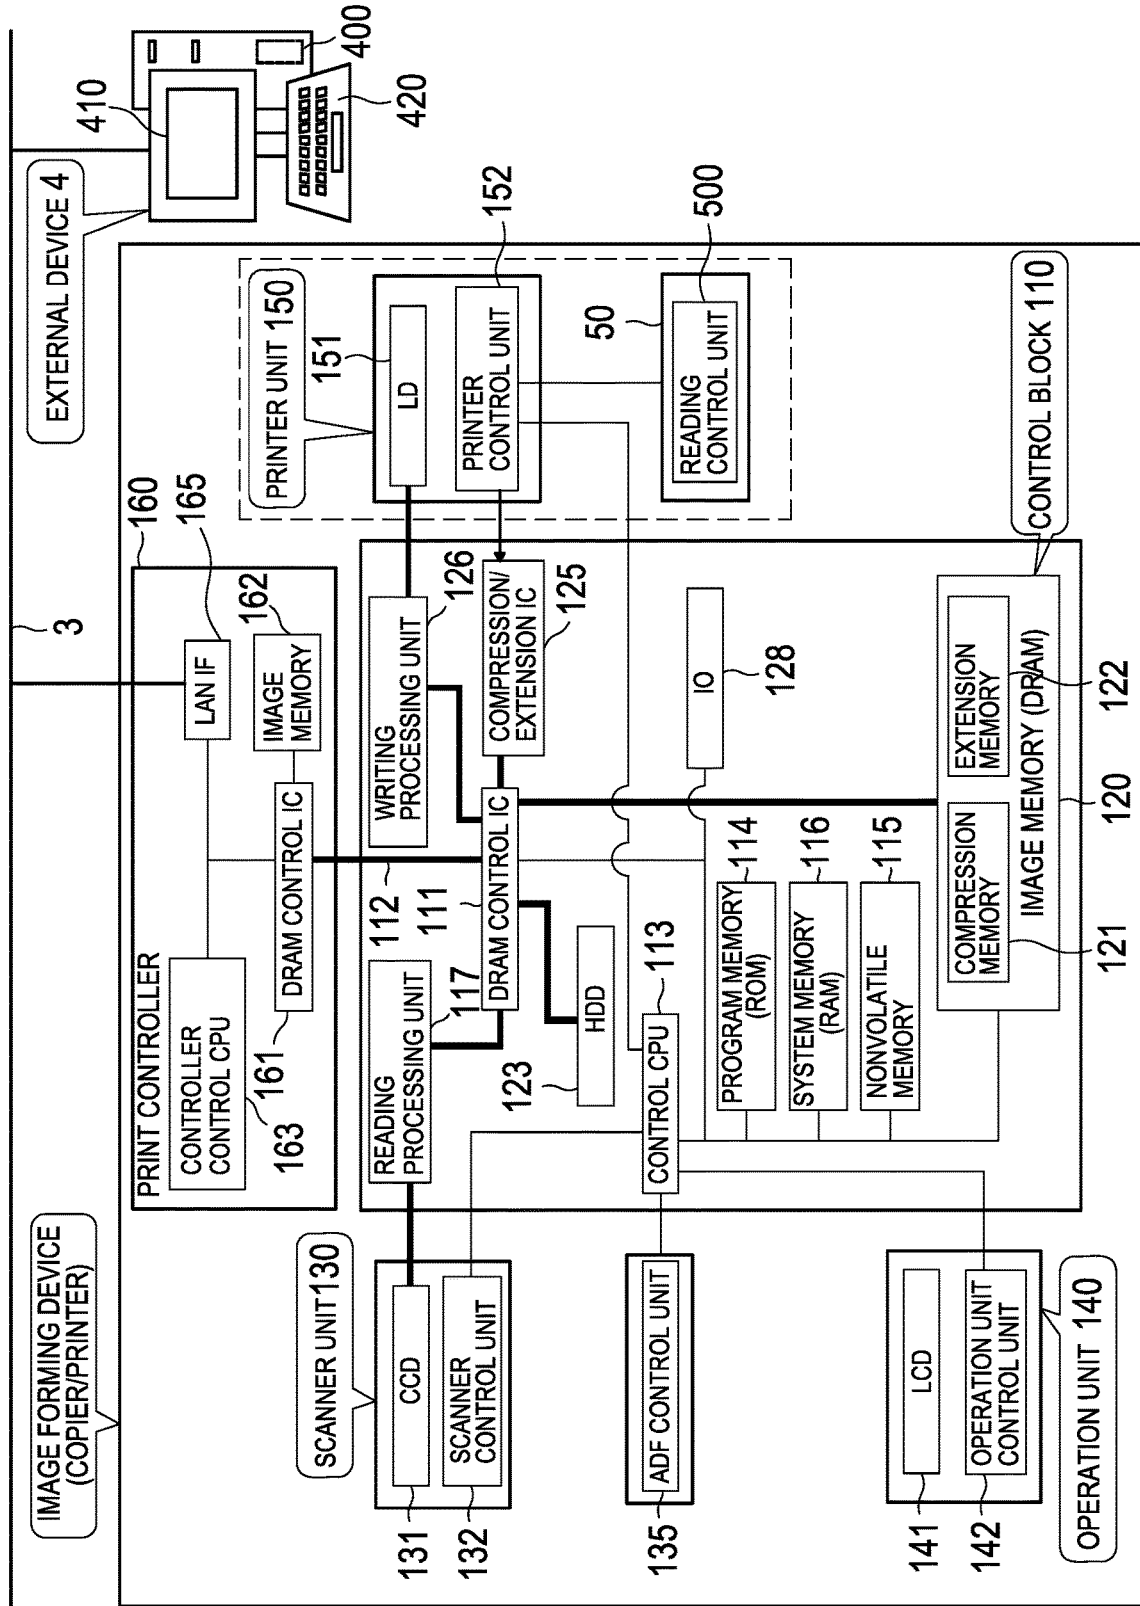 IMAGE FORMING DEVICE
(COPIER/PRINTER)
3
EXTERNAL DEVICE 4
410
400
420
PRINT CONTROLLER
160
CONTROLLER
CONTROL CPU
163
LAN IF
165
DRAM CONTROL IC
161
IMAGE
MEMORY
162
SCANNER UNIT130
CCD
131
SCANNER
CONTROL UNIT
132
ADF CONTROL UNIT
135
LCD
141
OPERATION UNIT
CONTROL UNIT
142
OPERATION UNIT 140
READING
PROCESSING UNIT
117
112
111
DRAM CONTROL IC
WRITING
PROCESSING UNIT
126
COMPRESSION/
EXTENSION IC
125
HDD
123
CONTROL CPU
113
IO
128
PROGRAM MEMORY
(ROM)
114
SYSTEM MEMORY
(RAM)
116
NONVOLATILE
MEMORY
115
COMPRESSION
MEMORY
121
EXTENSION
MEMORY
122
IMAGE MEMORY (DRAM)
120
CONTROL BLOCK 110
PRINTER UNIT 150
LD
151
PRINTER
CONTROL UNIT
152
50
READING
CONTROL UNIT
500